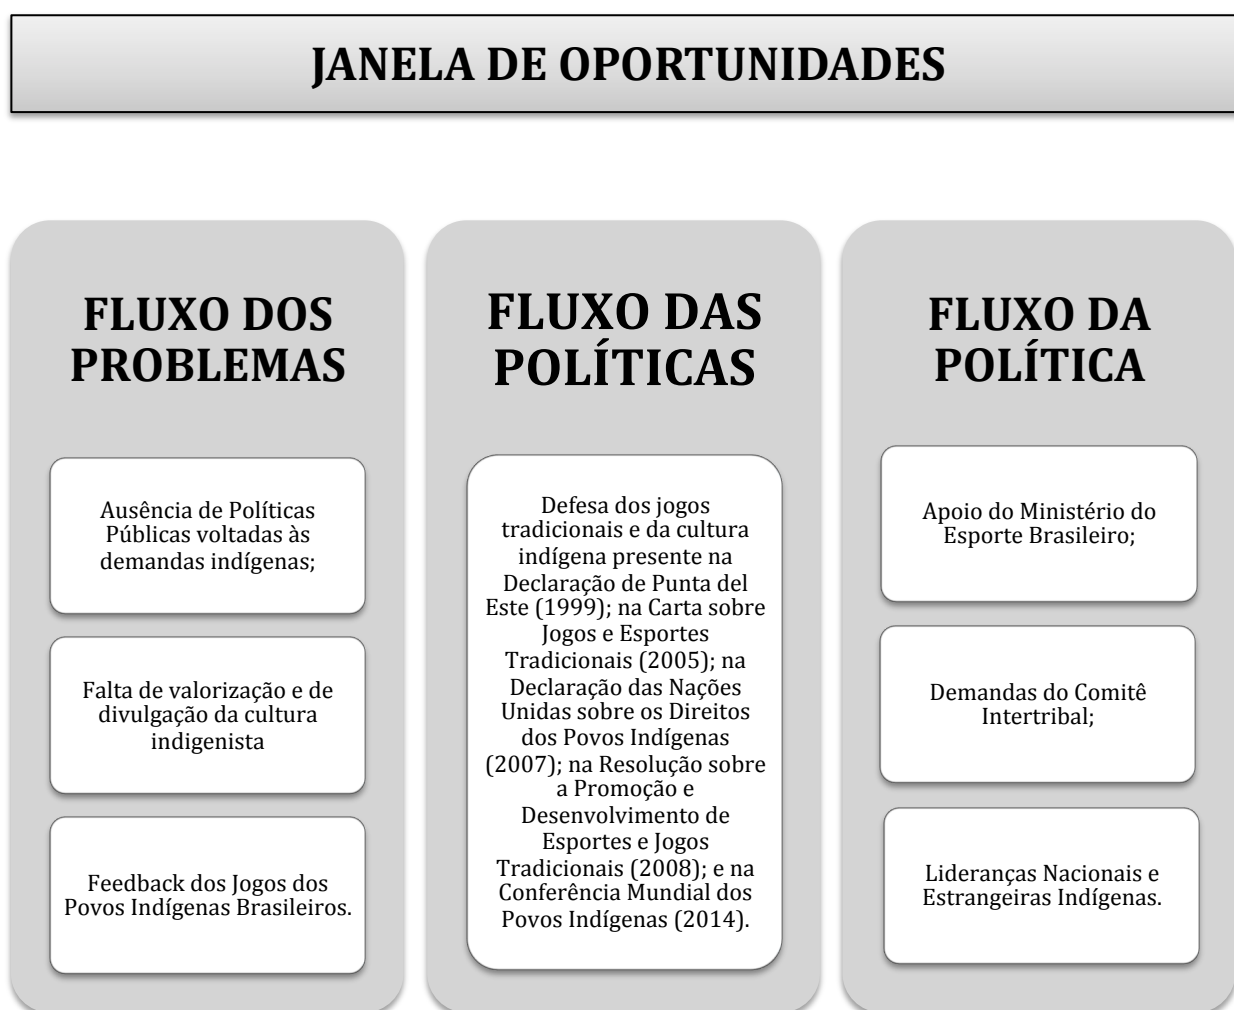 JANELA DE OPORTUNIDADES
FLUXO DOS
PROBLEMAS
Ausência de Políticas
Públicas voltadas às
demandas indígenas;
Falta de valorização e de
divulgação da cultura
indigenista
Feedback dos Jogos dos
Povos Indígenas Brasileiros.
FLUXO DAS
POLÍTICAS
Defesa dos jogos
tradicionais e da cultura
indígena presente na
Declaração de Punta del
Este (1999); na Carta sobre
Jogos e Esportes
Tradicionais (2005); na
Declaração das Nações
Unidas sobre os Direitos
dos Povos Indígenas
(2007); na Resolução sobre
a Promoção e
Desenvolvimento de
Esportes e Jogos
Tradicionais (2008); e na
Conferência Mundial dos
Povos Indígenas (2014).
FLUXO DA
POLÍTICA
Apoio do Ministério do
Esporte Brasileiro;
Demandas do Comitê
Intertribal;
Lideranças Nacionais e
Estrangeiras Indígenas.